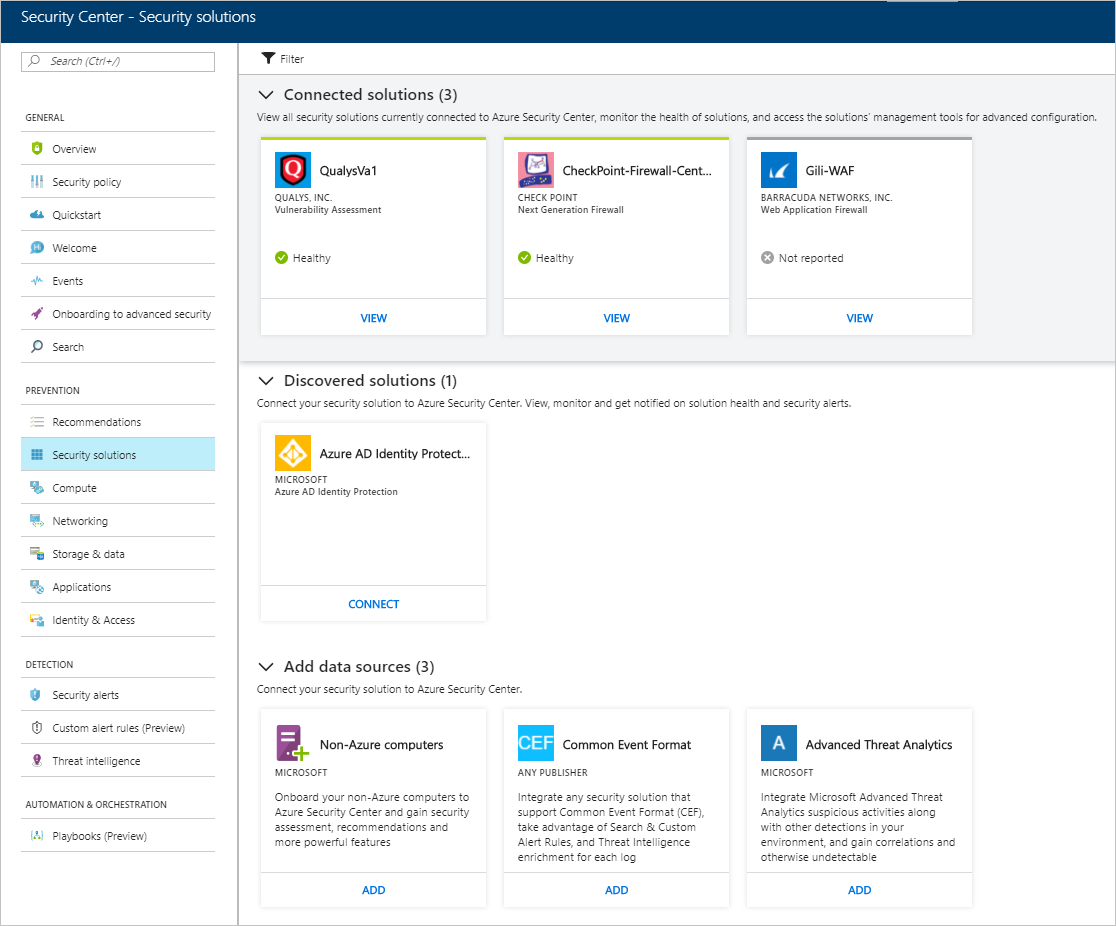 Security Center - Security solutions
Search (Ctrl+/)
GENERAL
Overview
Security policy
Quickstart
Welcome
Events
Onboarding to advanced security
Search
PREVENTION
Recommendations
Security solutions
Compute
Networking
Storage & data
Applications
Identity & Access
DETECTION
Security alerts
Custom alert rules (Preview)
Threat intelligence
AUTOMATION & ORCHESTRATION
Playbooks (Preview)
Filter
Connected solutions (3)
View all security solutions currently connected to Azure Security Center, monitor the health of solutions, and access the solutions' management tools for advanced configuration.
Q
QualysVa1
QUALYS, INC.
Vulnerability Assessment
Healthy
VIEW
CheckPoint-Firewall-Cent...
CHECK POINT
Next Generation Firewall
Healthy
VIEW
Gili-WAF
BARRACUDA NETWORKS, INC.
Web Application Firewall
Not reported
VIEW
Discovered solutions (1)
Connect your security solution to Azure Security Center. View, monitor and get notified on solution health and security alerts.
Azure AD Identity Protect...
MICROSOFT
Azure AD Identity Protection
CONNECT
Add data sources (3)
Connect your security solution to Azure Security Center.
Non-Azure computers
MICROSOFT
Onboard your non-Azure computers to
Azure Security Center and gain security
assessment, recommendations and
more powerful features
ADD
CEF
Common Event Format
ANY PUBLISHER
Integrate any security solution that
support Common Event Format (CEF),
take advantage of Search & Custom
Alert Rules, and Threat Intelligence
enrichment for each log
ADD
A
Advanced Threat Analytics
MICROSOFT
Integrate Microsoft Advanced Threat
Analytics suspicious activities along
with other detections in your
environment, and gain correlations and
otherwise undetectable
ADD